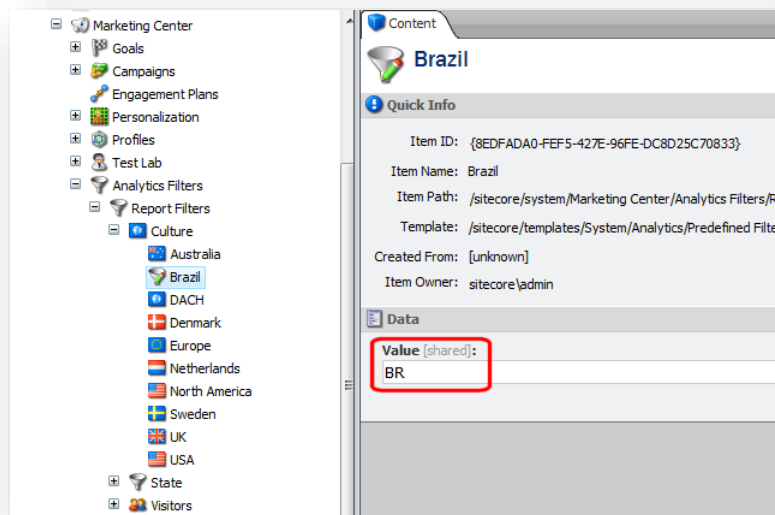 Marketing Center
Goals
Campaigns
Engagement Plans
Personalization
Profiles
Test Lab
Analytics Filters
Report Filters
Culture
Australia
Brazil
DACH
Denmark
Europe
Netherlands
North America
Sweden
UK
USA
State
Visitors
Content
Brazil
Quick Info
Item ID: {8EDFADA0-FEF5-427E-96FE-DC8D25C70833}
Item Name: Brazil
Item Path: /sitecore/system/Marketing Center/Analytics Filters/R
Template: /sitecore/templates/System/Analytics/Predefined Filte
Created From: [unknown]
Item Owner: sitecore\admin
Data
Value [shared]:
BR